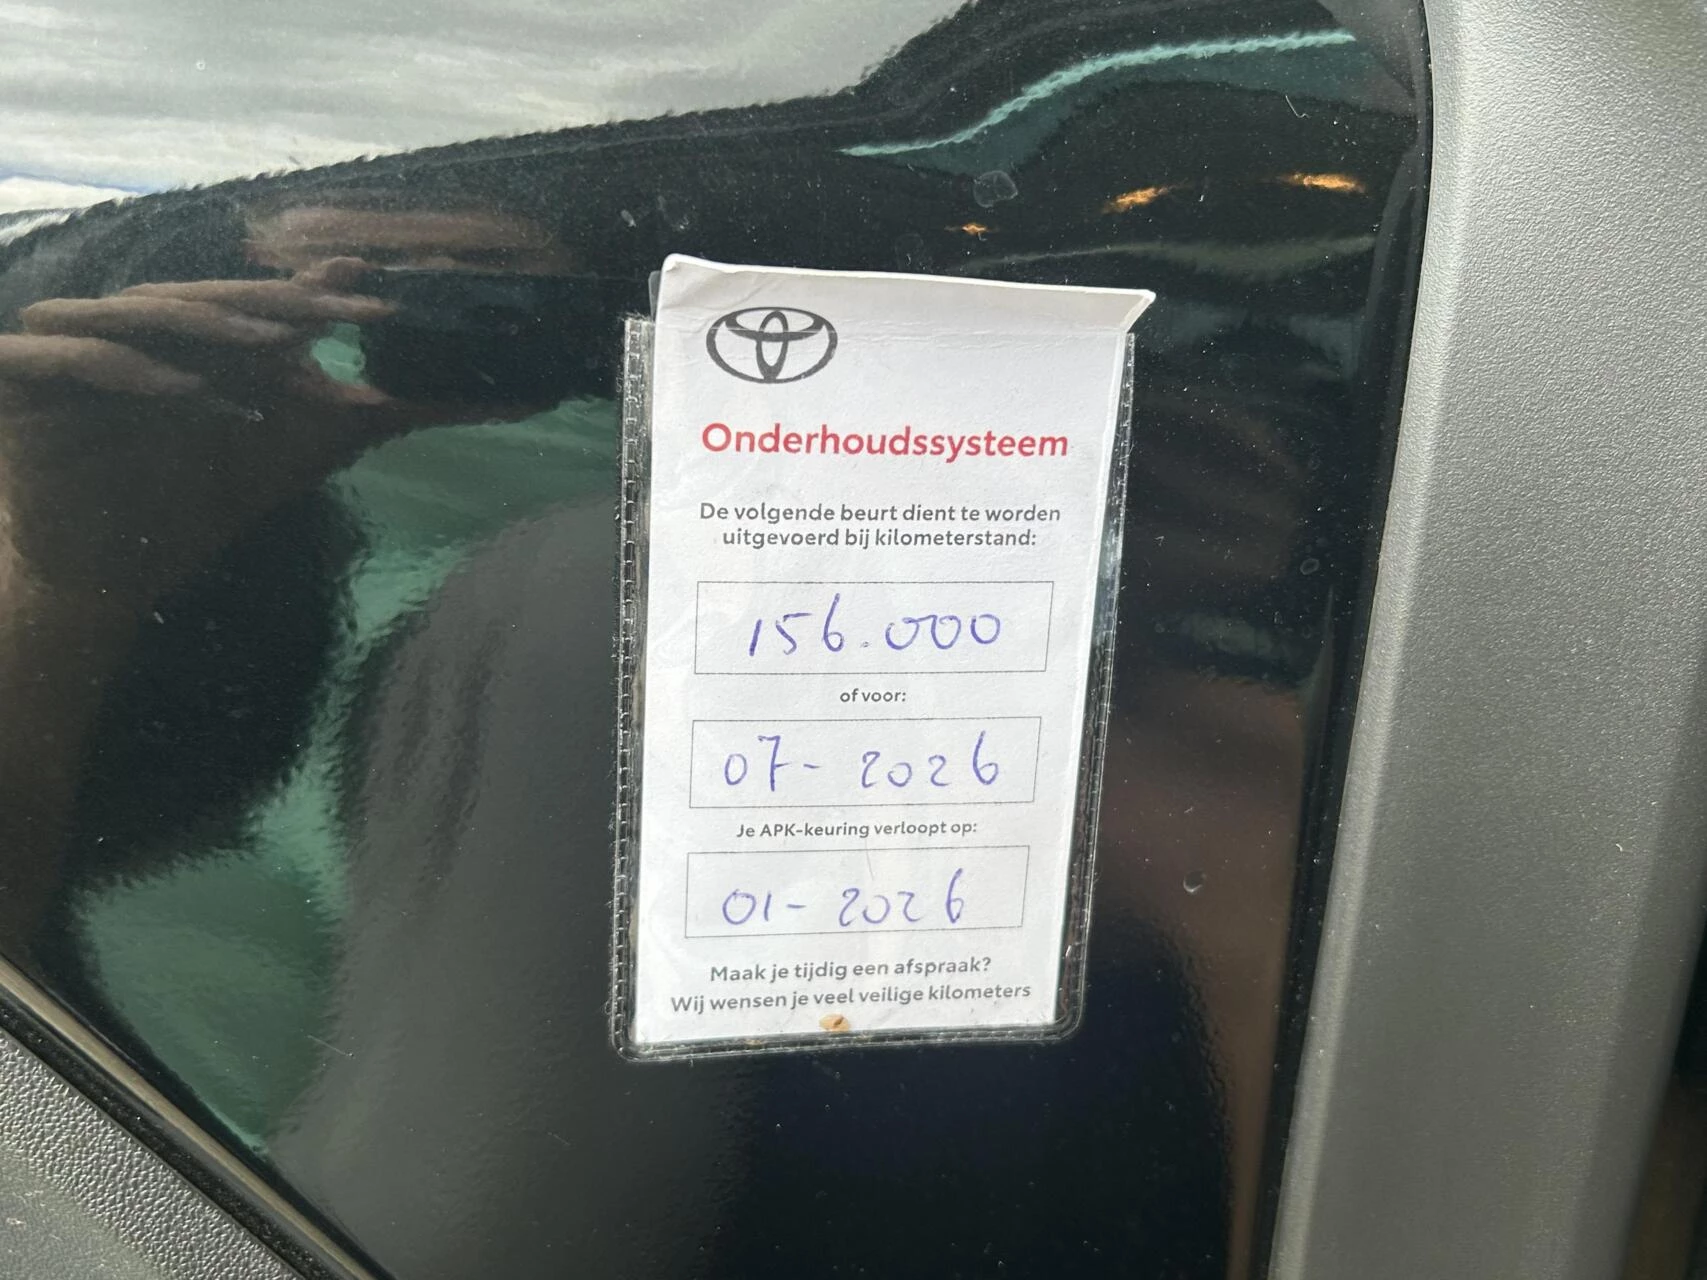 Onderhoudssysteem
De volgende beurt dient te worden
uitgevoerd bij kilometerstand:
156.000
of voor:
07-2026
Je APK-keuring verloopt op:
01-2026
Maak je tijdig een afspraak?
Wij wensen je veel veilige kilometers